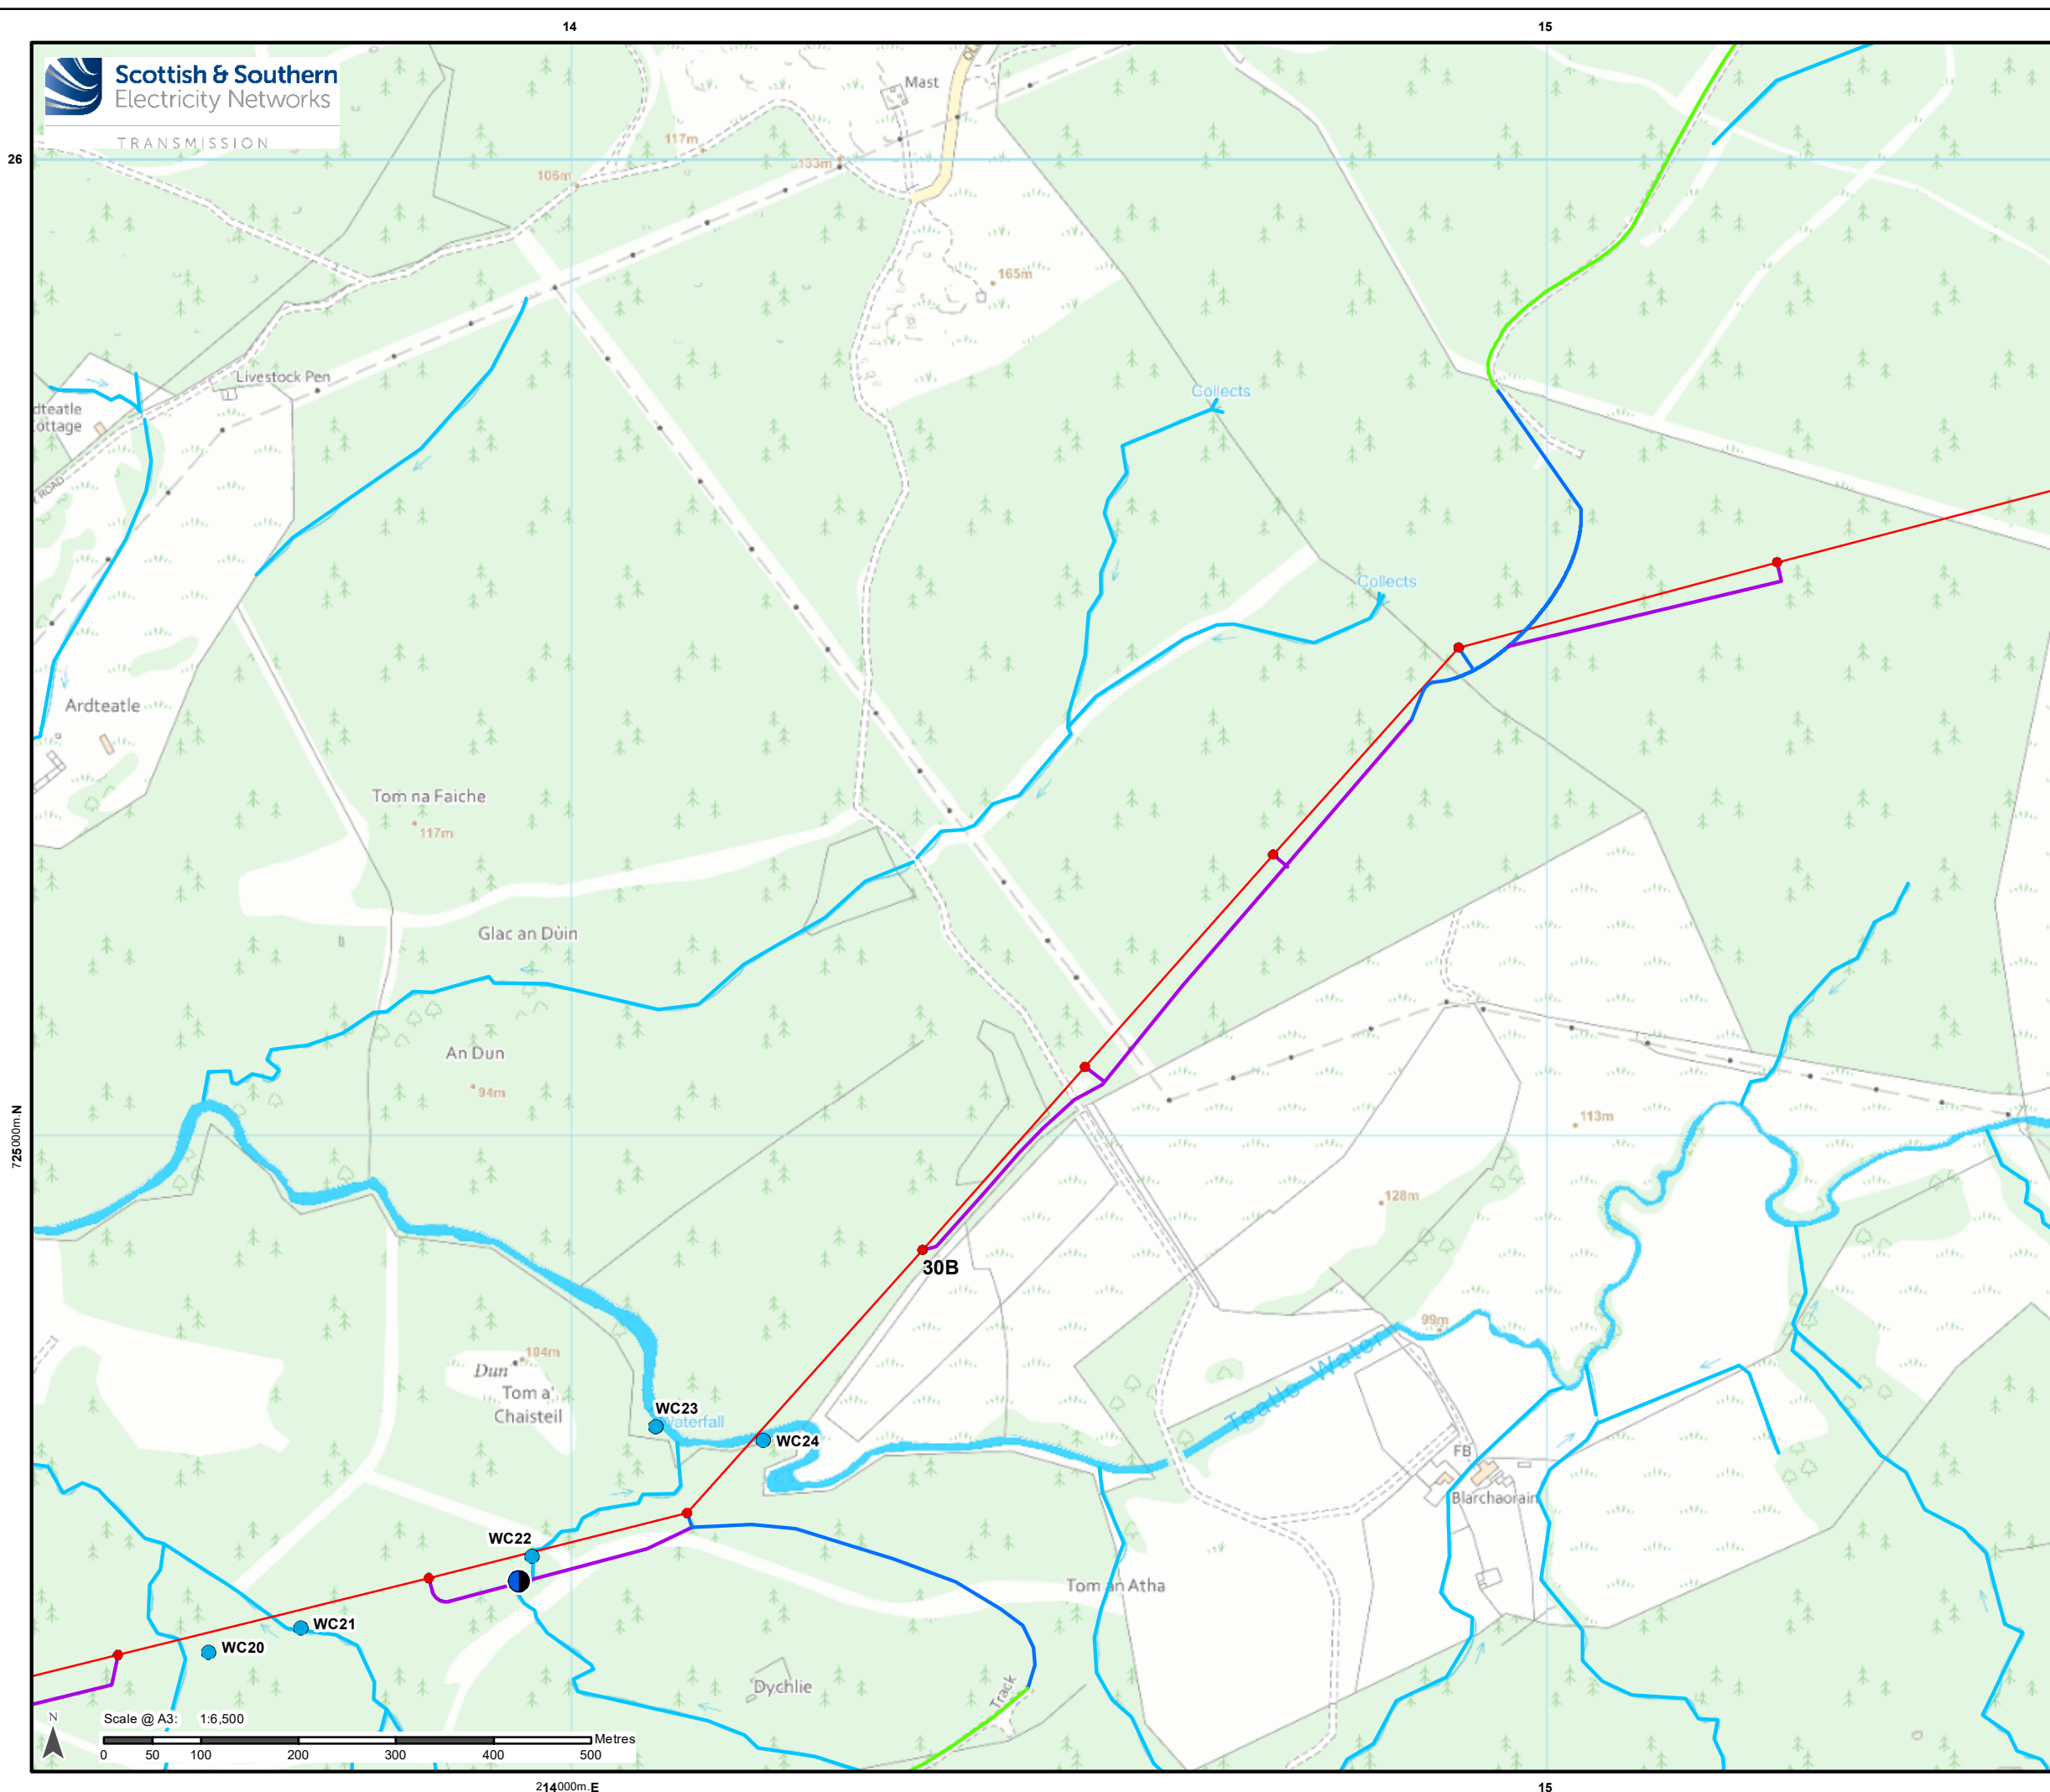 14
15
Scottish & Southern
Electricity Networks
TRANSMISSION
Mast
26
117m
133m
106m
165m
Livestock Pen
Collects
dteatle
ottage
ROAD
Collects
Ardteatle
Tom na Faiche
117m
Glac an Dùin
An Dun
94m
725000m.N
113m
128m
30B
99m
Teatle Water
104m
Dun
Tom a'
Chaisteil
WC23
Waterfall
WC24
FB
Blarchaorain
WC22
Tom an Atha
WC21
WC20
Dychlie
Track
N
Scale @ A3: 1:6,500
Metres
0 50 100 200 300 400 500
214000m.E
15